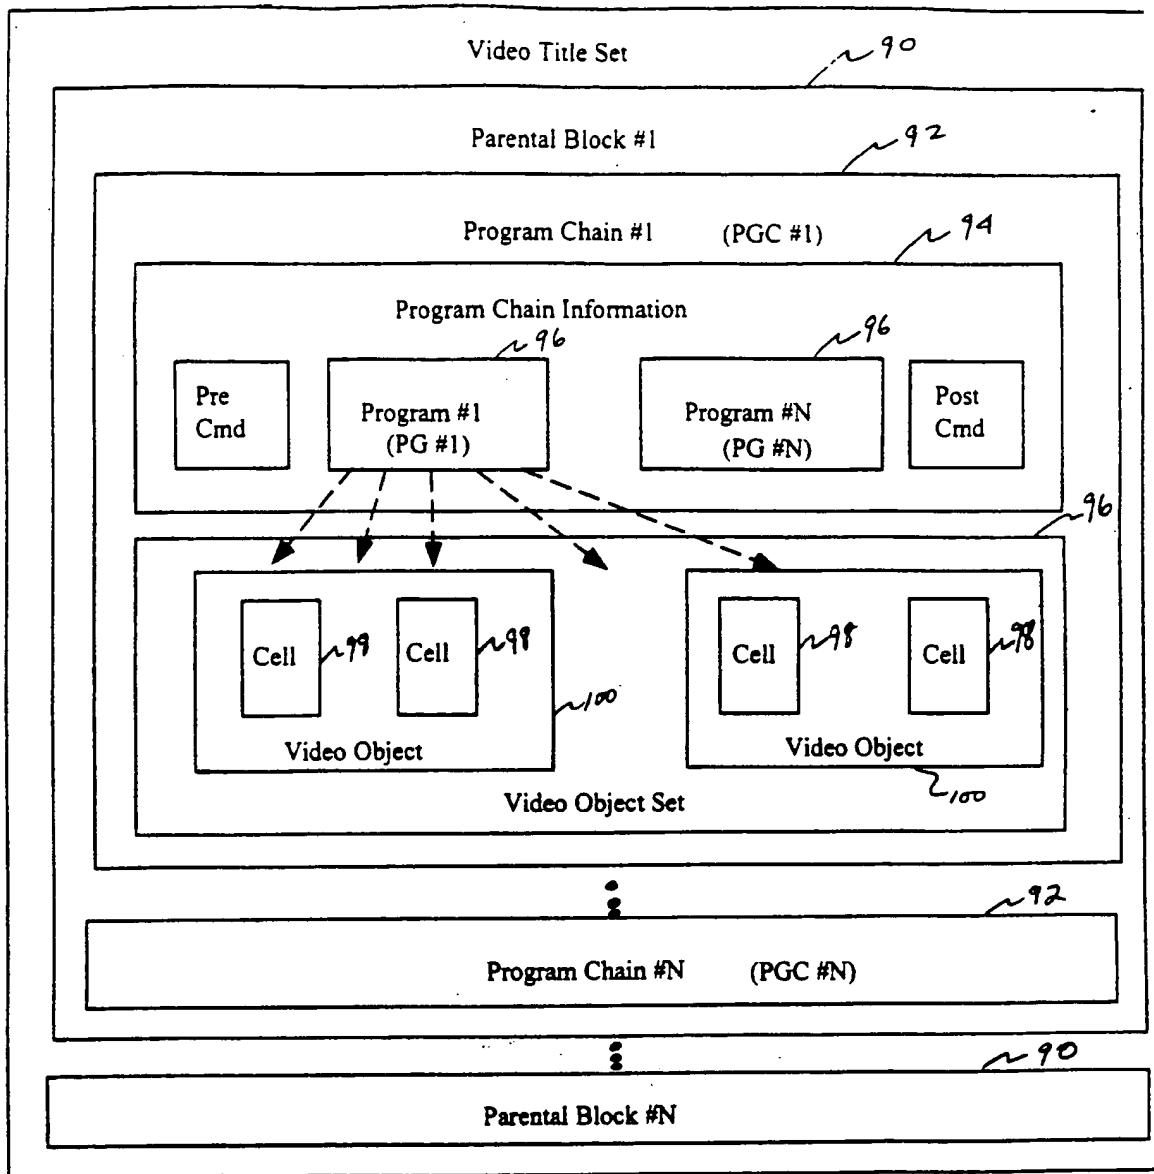 Video Title Set
90
Parental Block #1
92
Program Chain #1 (PGC #1)
94
Program Chain Information
96
96
Pre
Cmd
Program #1
(PG #1)
Program #N
(PG #N)
Post
Cmd
96
Cell
98
Cell
98
Cell
98
Cell
98
100
Video Object
Video Object
100
Video Object Set
92
Program Chain #N (PGC #N)
90
Parental Block #N